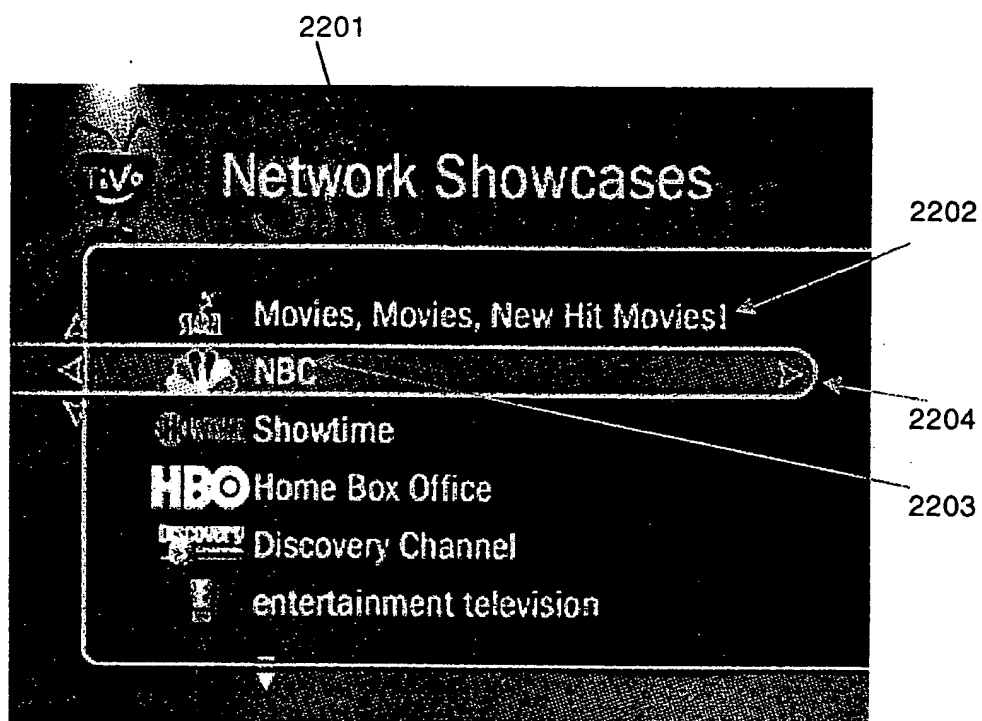 2201
TiVo
Network Showcases
2202
Movies, Movies, New Hit Movies!
NBC
2204
Showtime
HBO Home Box Office
2203
Discovery Discovery Channel
entertainment television